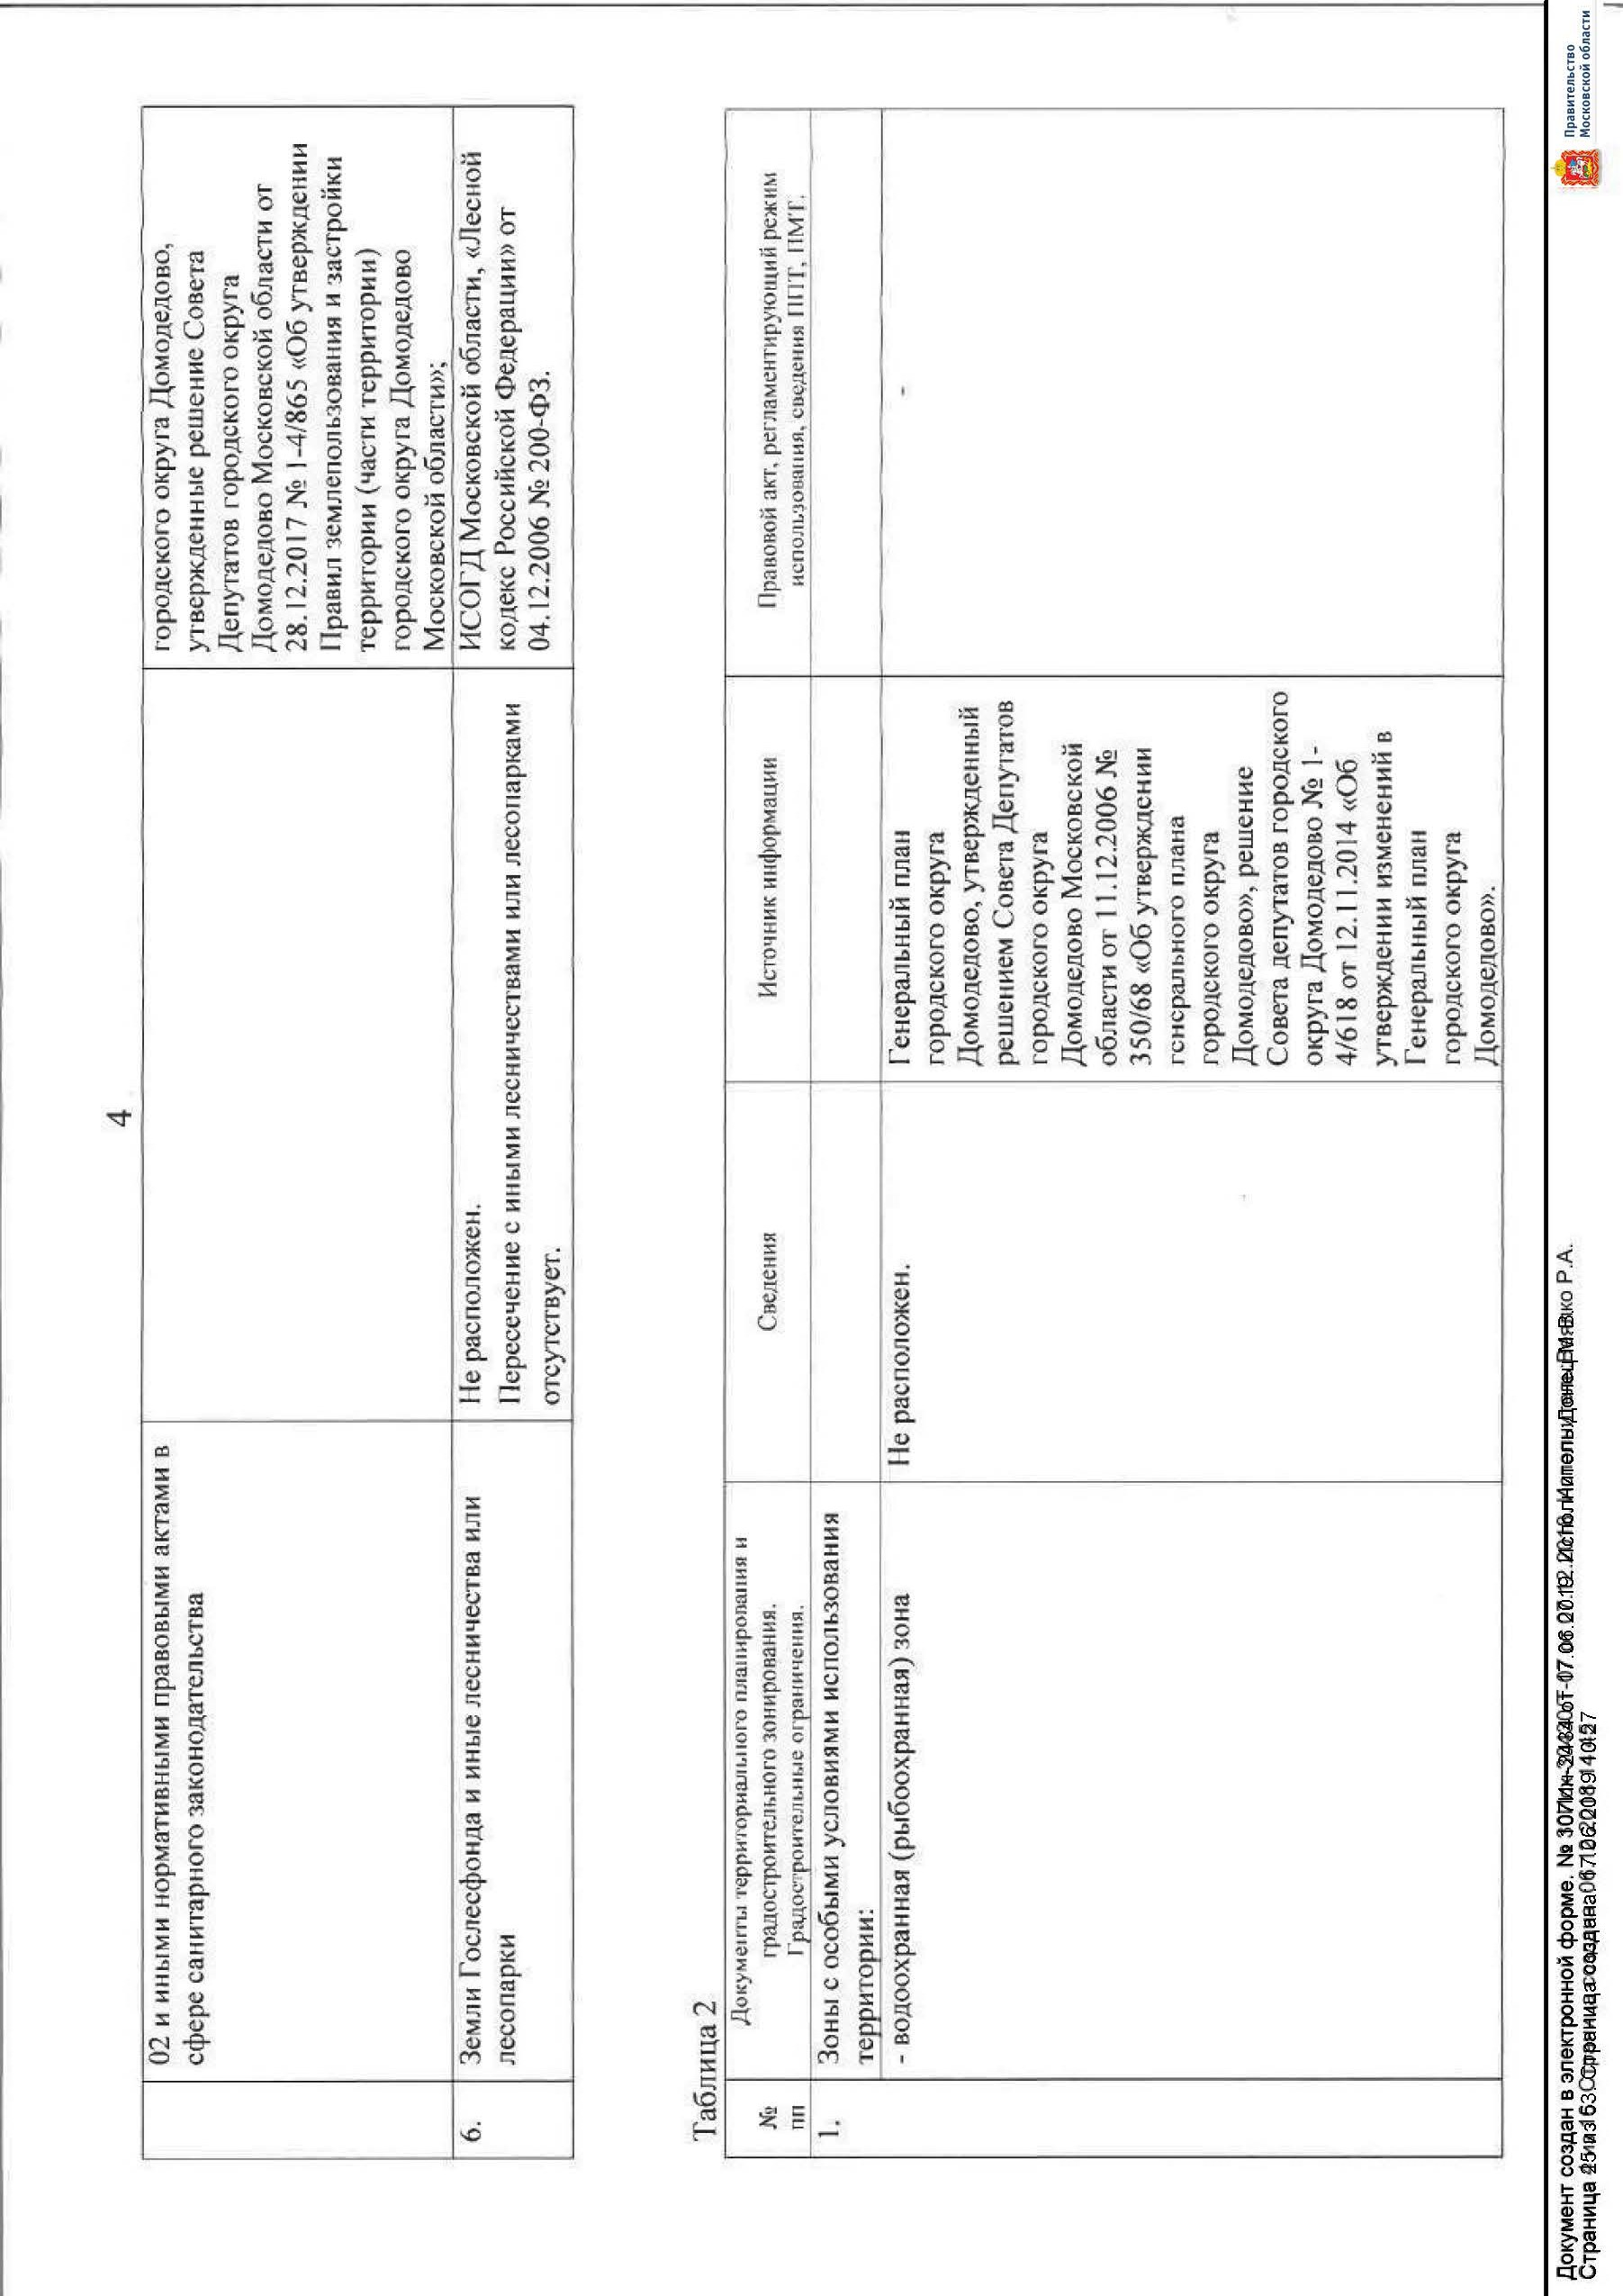 4
02 и иными нормативными правовыми актами в
сфере санитарного законодательства
городского округа Домодедово,
утвержденные решение Совета
Депутатов городского округа
Домодедово Московской области от
28.12.2017 № 1-4/865 «Об утверждении
Правил землепользования и застройки
территории (части территории)
городского округа Домодедово
Московской области»;
6.
Земли Гослесфонда и иные лесничества или
лесопарки
Не расположен.
Пересечение с иными лесничествами или лесопарками
отсутствует.
ИСОГД Московской области, «Лесной
кодекс Российской Федерации» от
04.12.2006 № 200-ФЗ.
Таблица 2
№
пп
Документы территориального планирования и
градостроительного зонирования.
Градостроительные ограничения.
Сведения
Источник информации
Правовой акт, регламентирующий режим
использования, сведения ППТ, ПМТ.
1.
Зоны с особыми условиями использования
территории:
- водоохранная (рыбоохранная) зона
Не расположен.
Генеральный план
городского округа
Домодедово, утвержденный
решением Совета Депутатов
городского округа
Домодедово Московской
области от 11.12.2006 №
350/68 «Об утверждении
генерального плана
городского округа
Домодедово», решение
Совета депутатов городского
округа Домодедово № 1-
4/618 от 12.11.2014 «Об
утверждении изменений в
Генеральный план
городского округа
Домодедово».
-
Документ создан в электронной форме. №
Страница
Правительство
Московской области